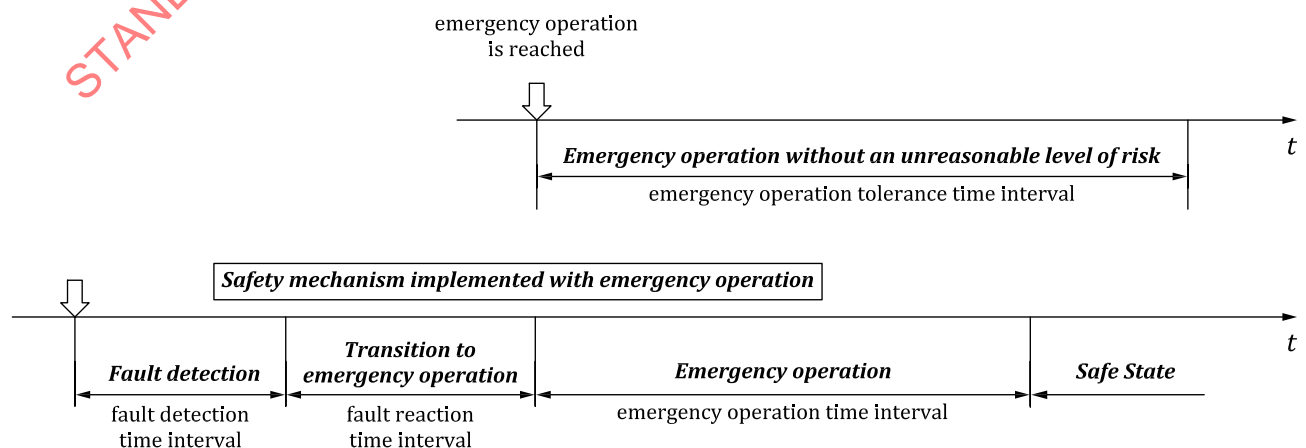 STAND
emergency operation
is reached
t
Emergency operation without an unreasonable level of risk
emergency operation tolerance time interval
Safety mechanism implemented with emergency operation
t
Fault detection
fault detection
time interval
Transition to
emergency operation
fault reaction
time interval
Emergency operation
emergency operation time interval
Safe State